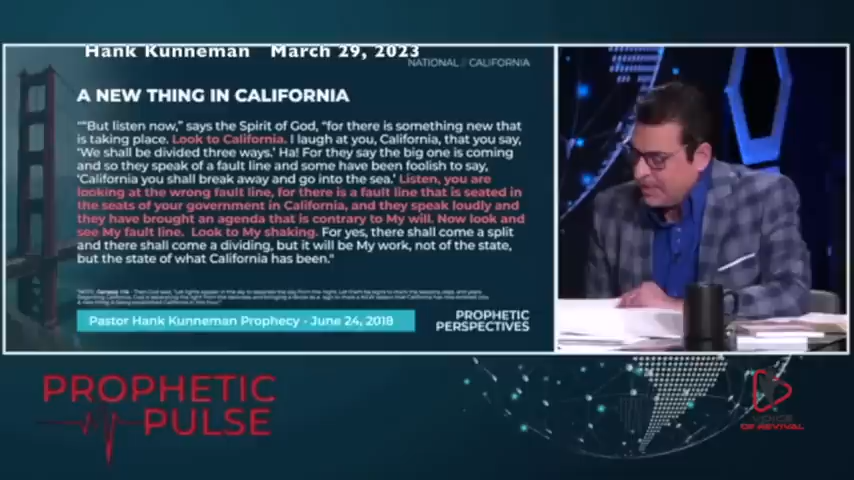 Hank Kunneman March 29, 2023
NATIONAL // CALIFORNIA
A NEW THING IN CALIFORNIA
""But listen now," says the Spirit of God, "for there is something new that
is taking place. Look to California. I laugh at you, California, that you say,
'We shall be divided three ways.' Ha! For they say the big one is coming
and so they speak of a fault line and some have been foolish to say,
'California you shall break away and go into the sea.' Listen, you are
looking at the wrong fault line, for there is a fault line that is seated in
the seats of your government in California, and they speak loudly and
they have brought an agenda that is contrary to My will. Now look and
see My fault line. Look to My shaking. For yes, there shall come a split
and there shall come a dividing, but it will be My work, not of the state,
but the state of what California has been."
Pastor Hank Kunneman Prophecy - June 24, 2018
PROPHETIC
PERSPECTIVES
PROPHETIC
PULSE
VOICE
OF REVIVAL